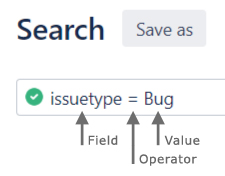 Search Save as
issuetype = Bug
Field Value
Operator